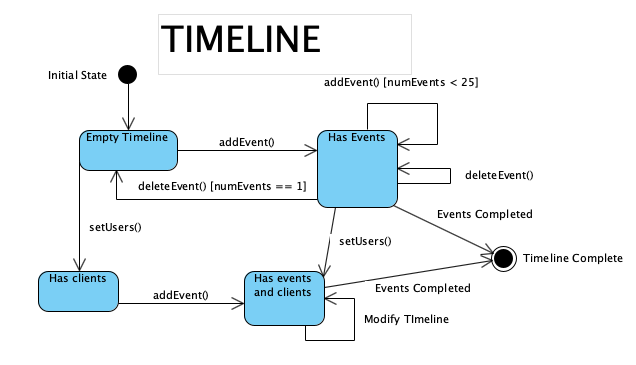 TIMELINE
Initial State
addEvent() [numEvents < 25]
Empty Timeline
Has Events
addEvent()
deleteEvent()
deleteEvent() [numEvents == 1]
Events Completed
setUsers()
setUsers()
Timeline Complete
Has clients
Has events
and clients
addEvent()
Events Completed
Modify TImeline